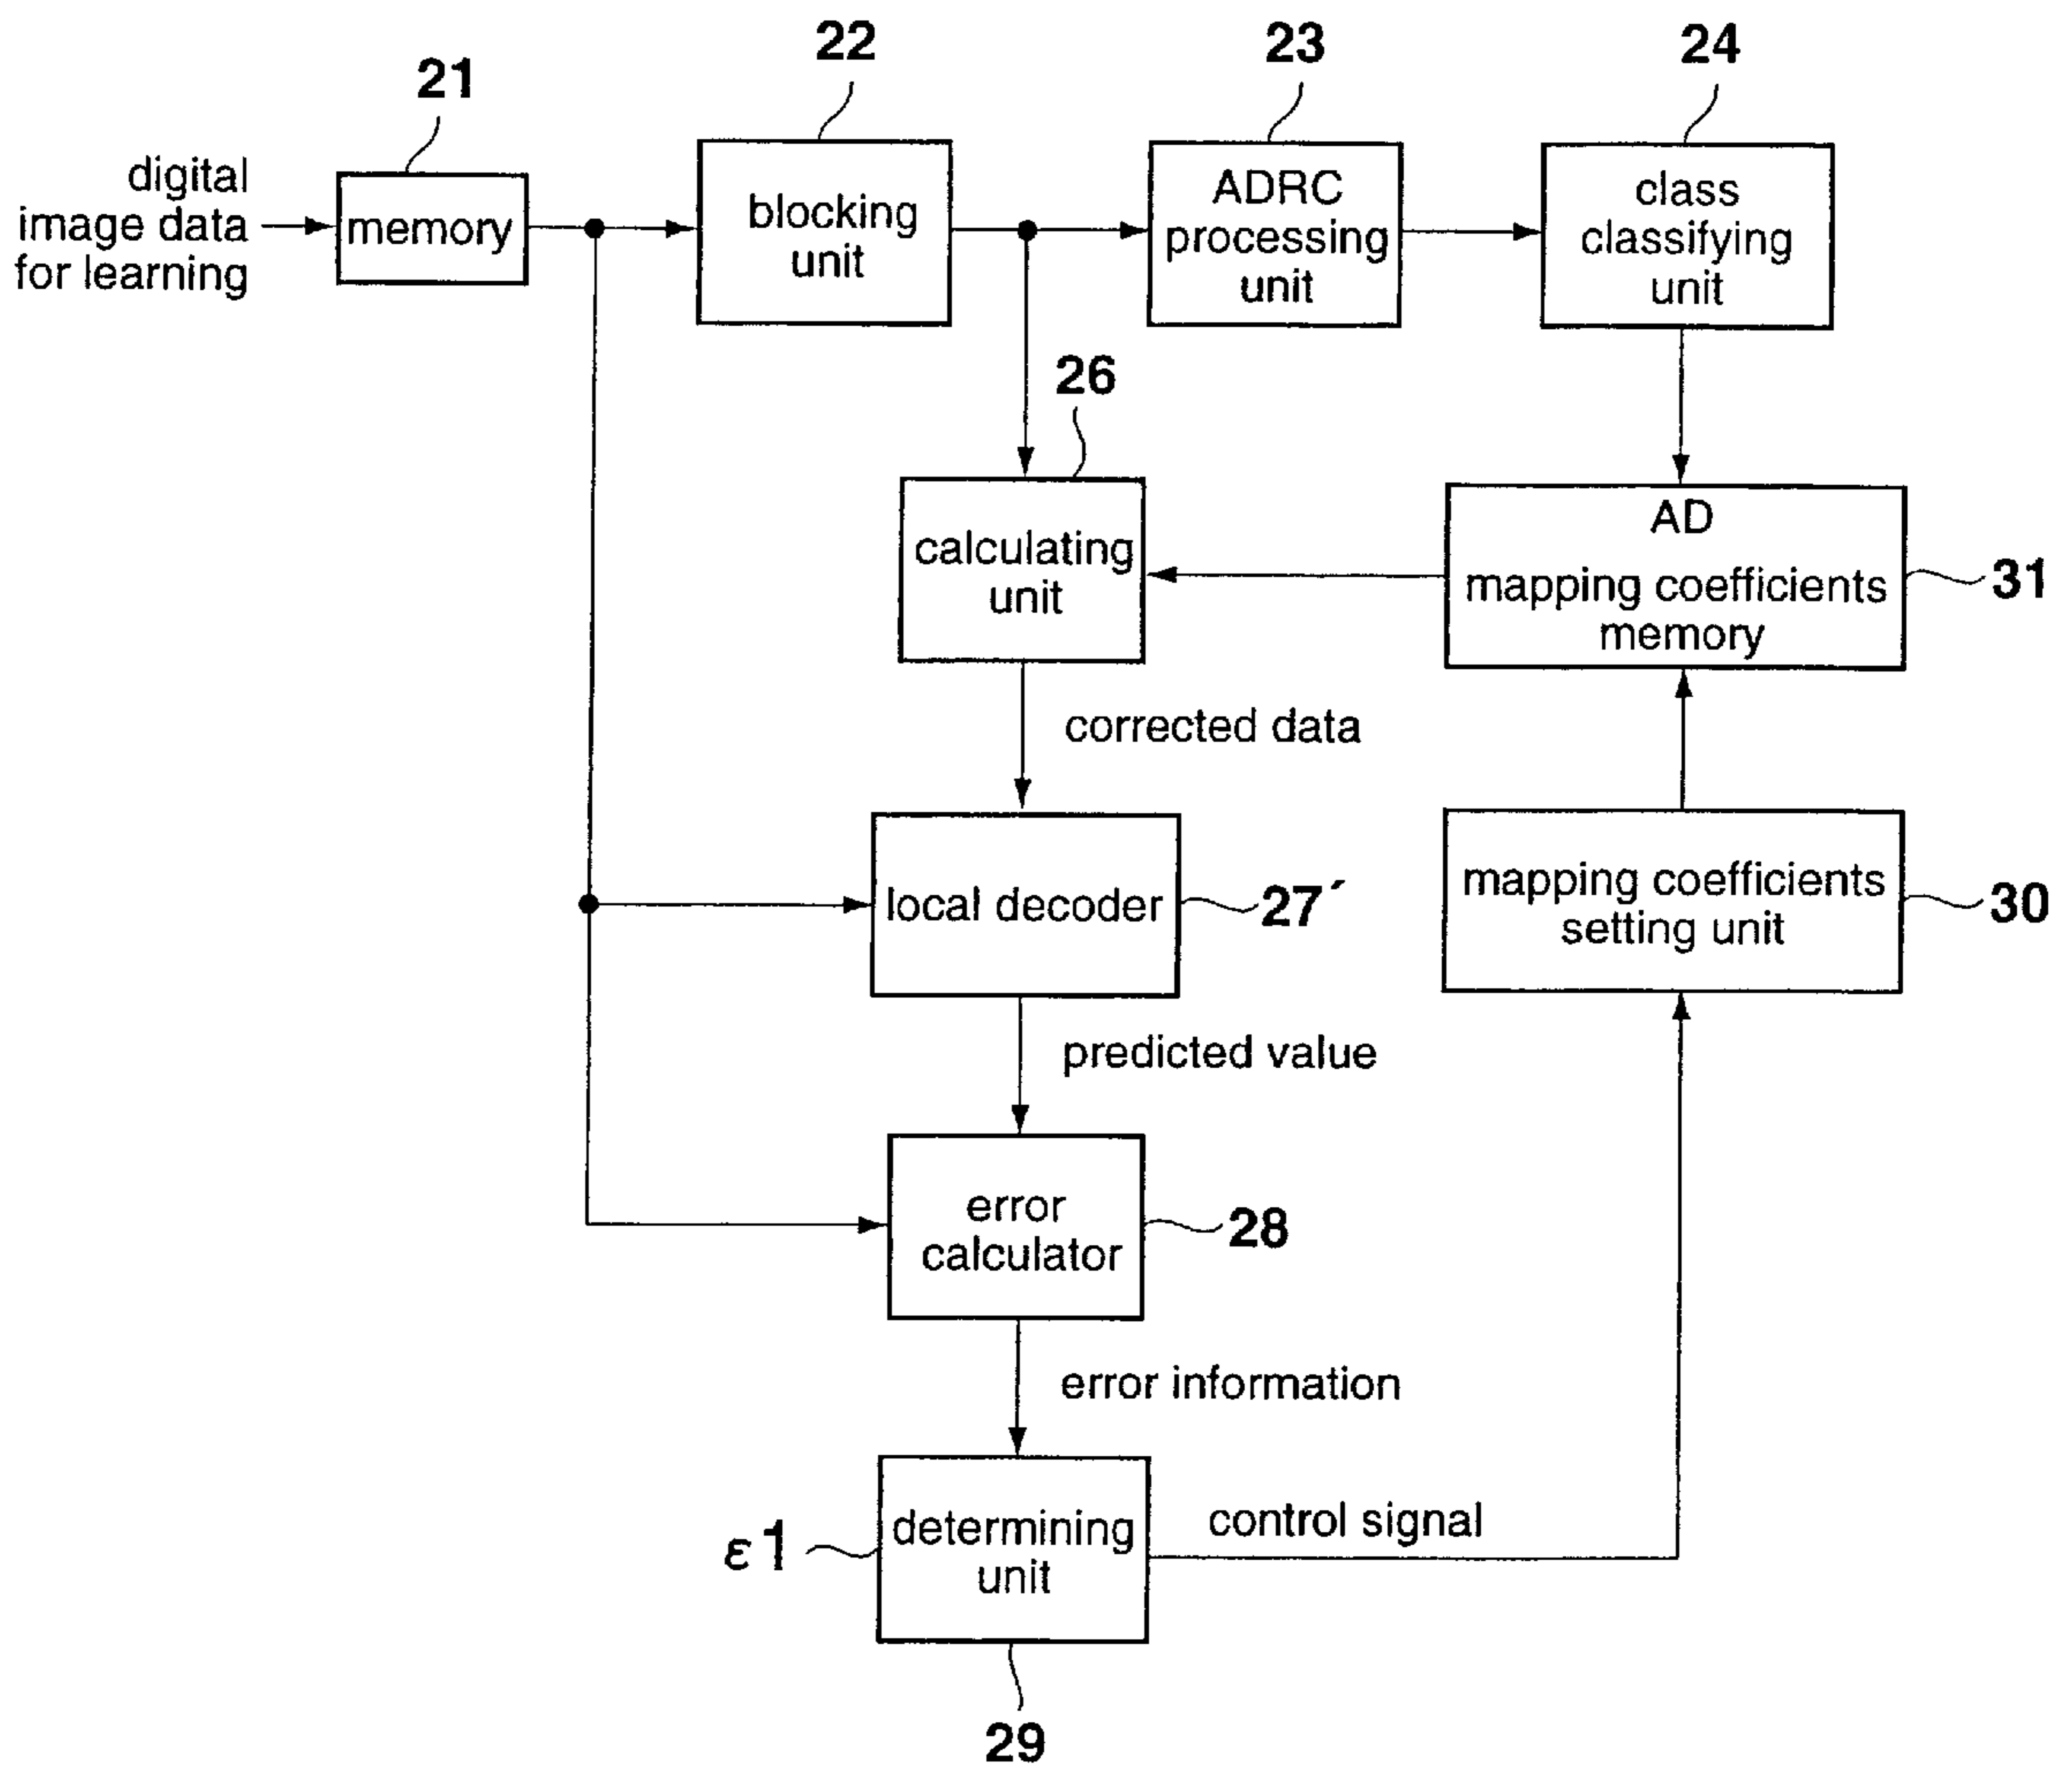 22
23
24
21
digital
image data
for learning
memory
blocking
unit
ADRC
processing
unit
class
classifying
unit
26
calculating
unit
AD
mapping coefficients
memory
31
corrected data
local decoder
27´
mapping coefficients
setting unit
30
predicted value
error
calculator
28
error information
ε1
determining
unit
control signal
29